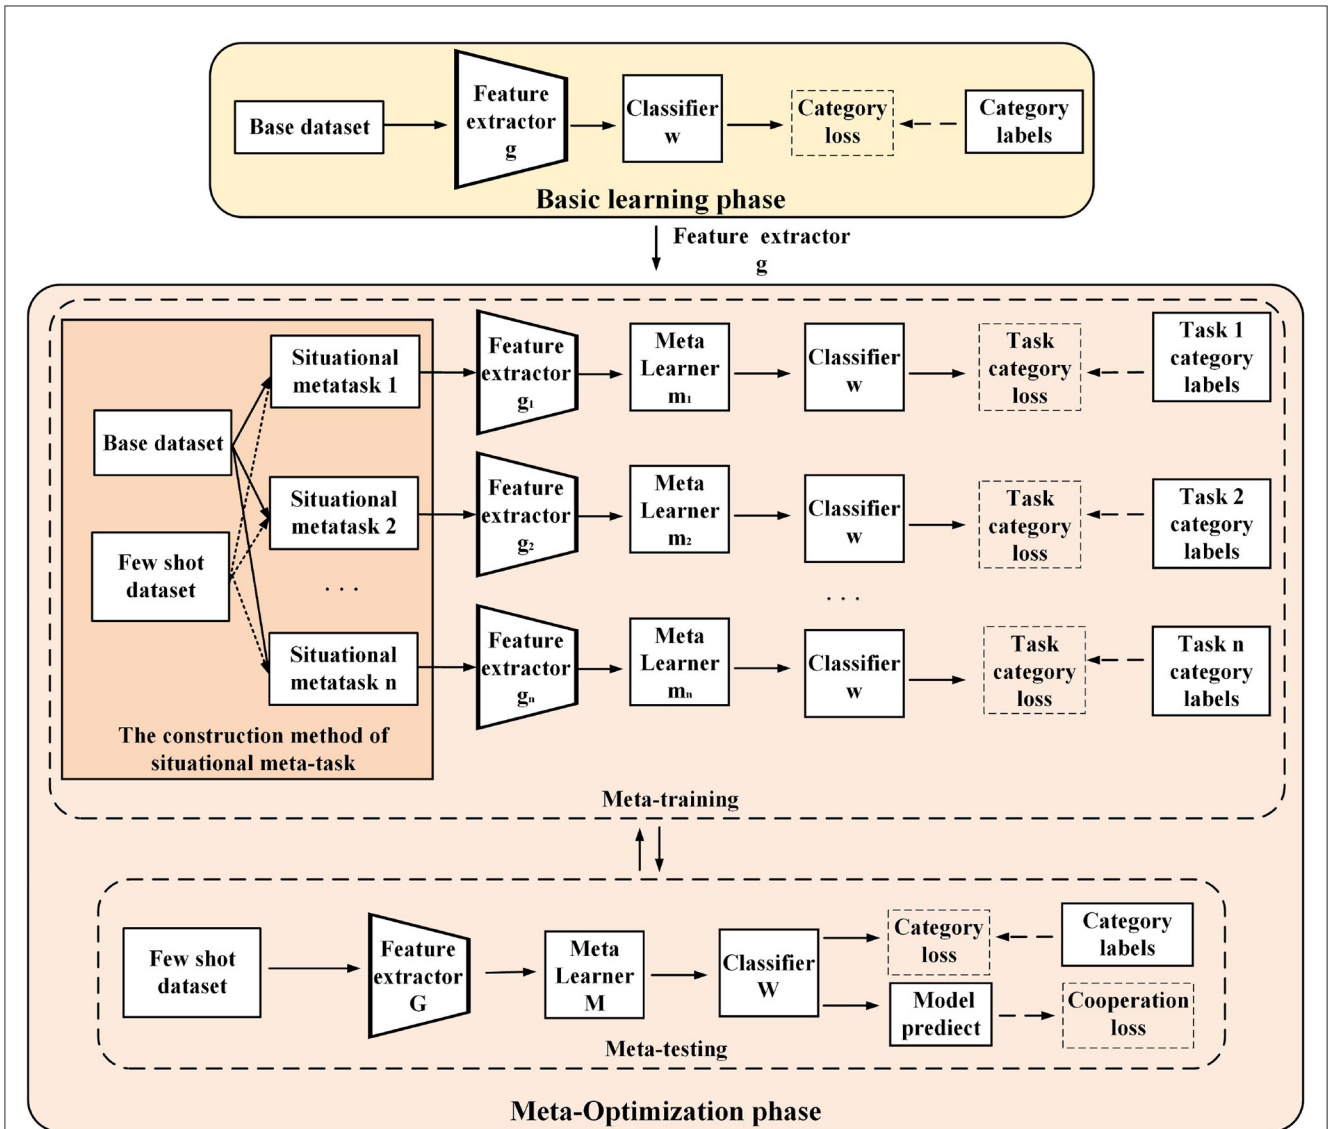 Base dataset
Feature
extractor
g
Classifier
w
Category
loss
Category
labels
Basic learning phase
Feature extractor
g
Base dataset
Few shot
dataset
Situational
metatask 1
Situational
metatask 2
. . .
Situational
metatask n
The construction method of
situational meta-task
Feature
extractor
g₁
Meta
Learner
m₁
Classifier
w
Task
category
loss
Task 1
category
labels
Feature
extractor
g₂
Meta
Learner
m₂
Classifier
w
Task
category
loss
Task 2
category
labels
. . .
Feature
extractor
gₙ
Meta
Learner
mₙ
Classifier
w
Task
category
loss
Task n
category
labels
Meta-training
Few shot
dataset
Feature
extractor
G
Meta
Learner
M
Classifier
W
Category
loss
Category
labels
Model
prediect
Cooperation
loss
Meta-testing
Meta-Optimization phase